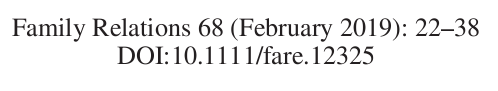 Family Relations 68 (February 2019): 22–38
DOI:10.1111/fare.12325